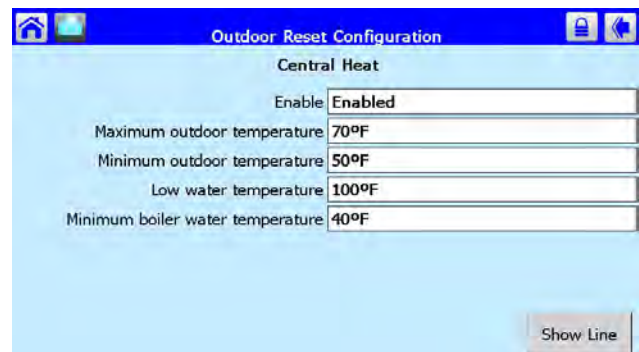 Outdoor Reset Configuration
Central Heat
Enable Enabled
Maximum outdoor temperature 70ºF
Minimum outdoor temperature 50ºF
Low water temperature 100ºF
Minimum boiler water temperature 40ºF
Show Line